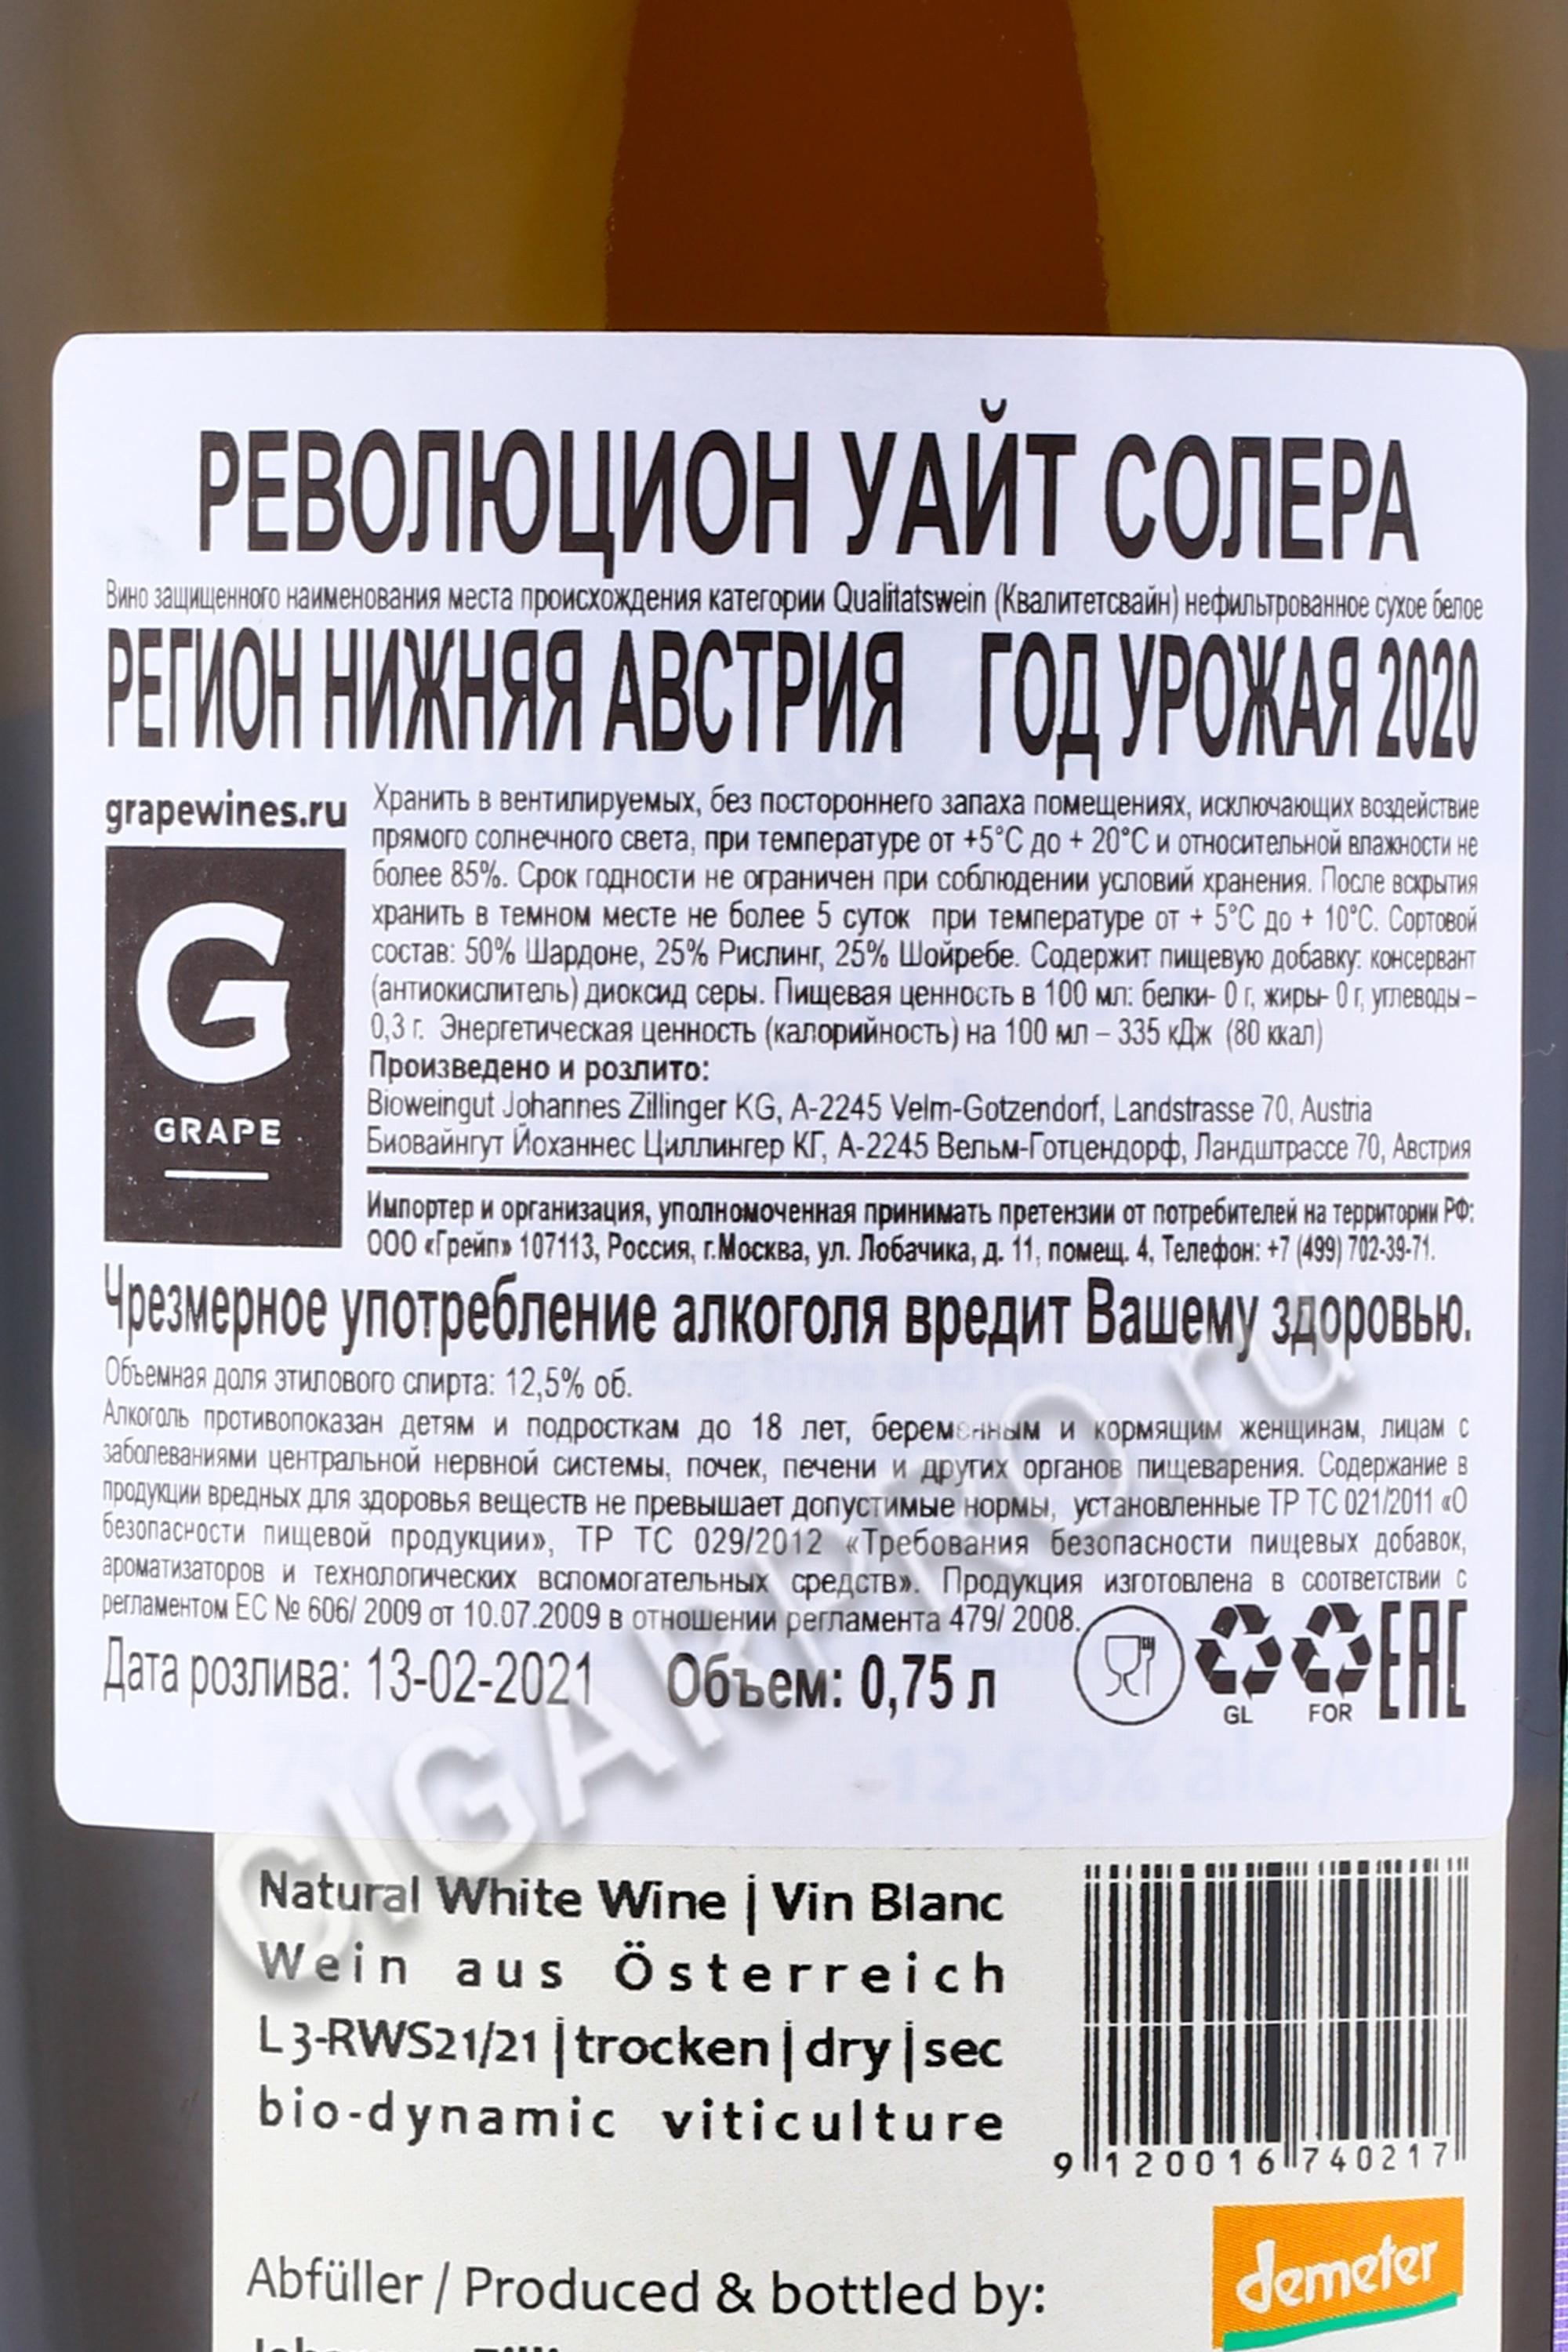 РЕВОЛЮЦИОН УАЙТ СОЛЕРА
Вино защищенного наименования места происхождения категории Qualitatswein (Квалитетсвайн) нефильтрованное сухое белое
РЕГИОН НИЖНЯЯ АВСТРИЯ ГОД УРОЖАЯ 2020
grapewines.ru
G
GRAPE
Хранить в вентилируемых, без постороннего запаха помещениях, исключающих воздействие
прямого солнечного света, при температуре от +5°С до + 20°С и относительной влажности не
более 85%. Срок годности не ограничен при соблюдении условий хранения. После вскрытия
хранить в темном месте не более 5 суток при температуре от + 5°С до + 10°С. Сортовой
состав: 50% Шардоне, 25% Рислинг, 25% Шойребе. Содержит пищевую добавку: консервант
(антиокислитель) диоксид серы. Пищевая ценность в 100 мл: белки- 0 г, жиры- 0 г, углеводы –
0,3 г. Энергетическая ценность (калорийность) на 100 мл – 335 кДж (80 ккал)
Произведено и розлито:
Bioweingut Johannes Zillinger KG, A-2245 Velm-Gotzendorf, Landstrasse 70, Austria
Биовайнгут Йоханнес Циллингер КГ, А-2245 Вельм-Готцендорф, Ландштрассе 70, Австрия
Импортер и организация, уполномоченная принимать претензии от потребителей на территории РФ:
ООО «Грейп» 107113, Россия, г.Москва, ул. Лобачика, д. 11, помещ. 4, Телефон: +7 (499) 702-39-71.
Чрезмерное употребление алкоголя вредит Вашему здоровью.
Объемная доля этилового спирта: 12,5% об.
Алкоголь противопоказан детям и подросткам до 18 лет, беременным и кормящим женщинам, лицам с
заболеваниями центральной нервной системы, почек, печени и других органов пищеварения. Содержание в
продукции вредных для здоровья веществ не превышает допустимые нормы, установленные ТР ТС 021/2011 «О
безопасности пищевой продукции», ТР ТС 029/2012 «Требования безопасности пищевых добавок,
ароматизаторов и технологических вспомогательных средств». Продукция изготовлена в соответствии с
регламентом ЕС № 606/ 2009 от 10.07.2009 в отношении регламента 479/ 2008.
Дата розлива: 13-02-2021 Объем: 0,75 л
GL FOR EAC
CIGARPRO.ru
12.50% alc./vol.
Natural White Wine | Vin Blanc
Wein aus Österreich
L3-RWS21/21 | trocken | dry | sec
bio-dynamic viticulture
9 120016 740217
demeter
Abfüller / Produced & bottled by: